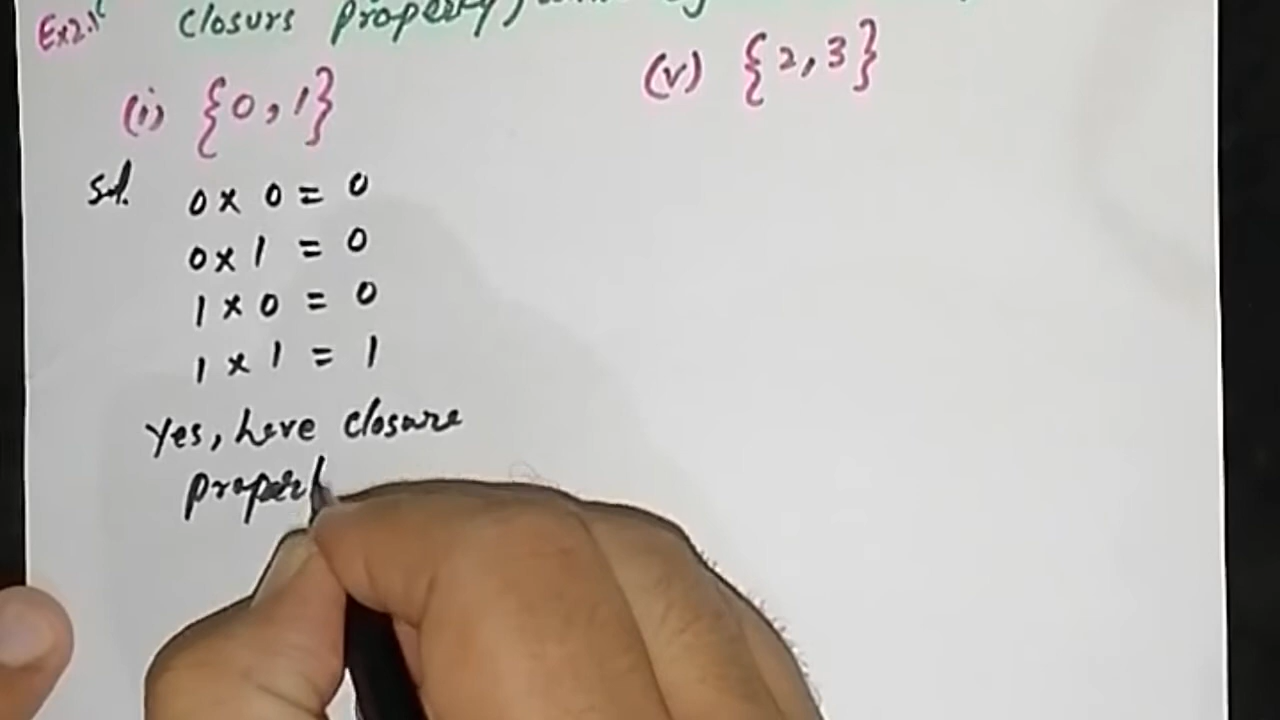 Ex2.1
closurs property,
(i) {0,1}
(v) {2,3}
Sol.
0 x 0 = 0
0 x 1 = 0
1 x 0 = 0
1 x 1 = 1
Yes, have closure
propert